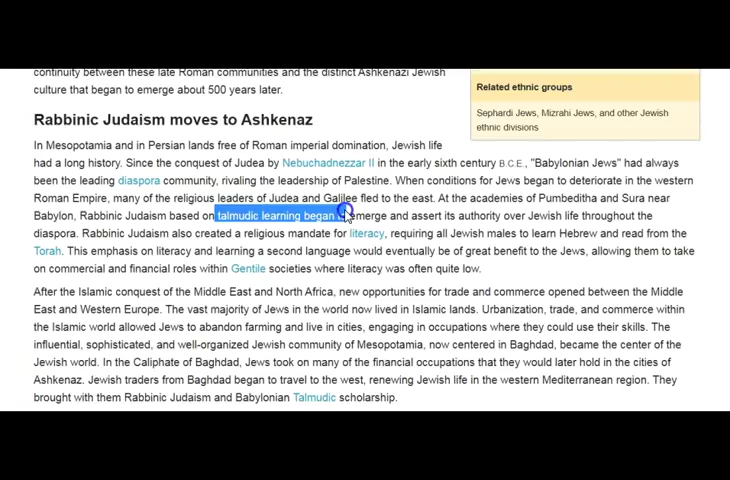 continuity between these late Roman communities and the distinct Ashkenazi Jewish
culture that began to emerge about 500 years later.
Related ethnic groups
Sephardi Jews, Mizrahi Jews, and other Jewish
ethnic divisions
Rabbinic Judaism moves to Ashkenaz
In Mesopotamia and in Persian lands free of Roman imperial domination, Jewish life
had a long history. Since the conquest of Judea by Nebuchadnezzar II in the early sixth century B.C.E., "Babylonian Jews" had always
been the leading diaspora community, rivaling the leadership of Palestine. When conditions for Jews began to deteriorate in the western
Roman Empire, many of the religious leaders of Judea and Galilee fled to the east. At the academies of Pumbeditha and Sura near
Babylon, Rabbinic Judaism based on talmudic learning began emerge and assert its authority over Jewish life throughout the
diaspora. Rabbinic Judaism also created a religious mandate for literacy, requiring all Jewish males to learn Hebrew and read from the
Torah. This emphasis on literacy and learning a second language would eventually be of great benefit to the Jews, allowing them to take
on commercial and financial roles within Gentile societies where literacy was often quite low.
After the Islamic conquest of the Middle East and North Africa, new opportunities for trade and commerce opened between the Middle
East and Western Europe. The vast majority of Jews in the world now lived in Islamic lands. Urbanization, trade, and commerce within
the Islamic world allowed Jews to abandon farming and live in cities, engaging in occupations where they could use their skills. The
influential, sophisticated, and well-organized Jewish community of Mesopotamia, now centered in Baghdad, became the center of the
Jewish world. In the Caliphate of Baghdad, Jews took on many of the financial occupations that they would later hold in the cities of
Ashkenaz. Jewish traders from Baghdad began to travel to the west, renewing Jewish life in the western Mediterranean region. They
brought with them Rabbinic Judaism and Babylonian Talmudic scholarship.